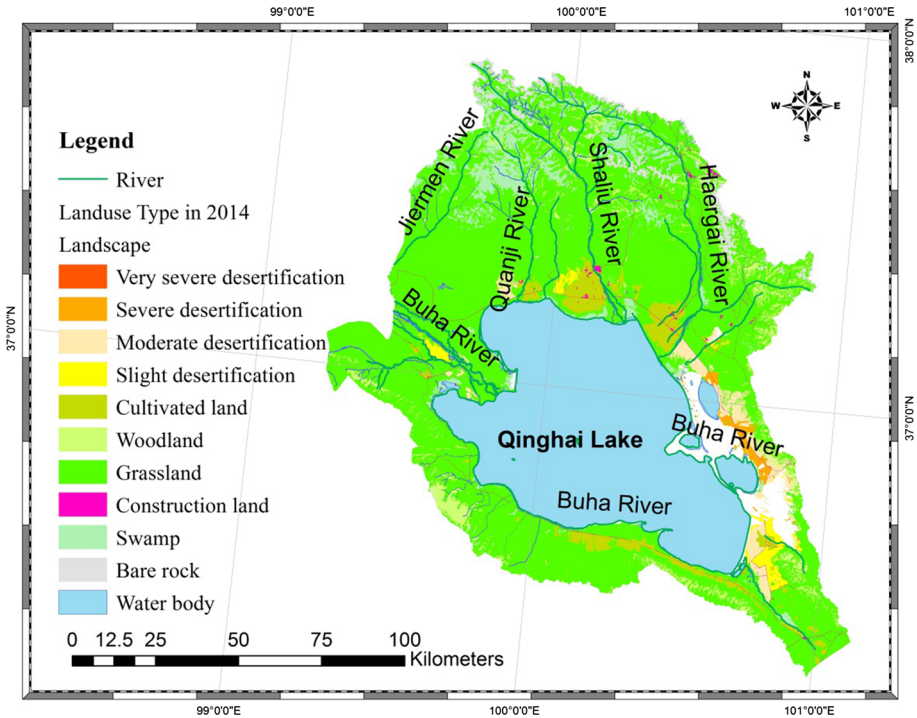 99°0'0"E
100°0'0"E
101°0'0"E
38°0'0"N
N
W
E
S
Legend
River
Landuse Type in 2014
Landscape
Very severe desertification
Severe desertification
Moderate desertification
Slight desertification
Cultivated land
Woodland
Grassland
Construction land
Swamp
Bare rock
Water body
0 12.5 25 50 75 100
Kilometers
Jiermen River
Quanji River
Shaliu River
Haergai River
Buha River
Buha River
Qinghai Lake
Buha River
37°0'0"N
37°0'0"N
99°0'0"E
100°0'0"E
101°0'0"E